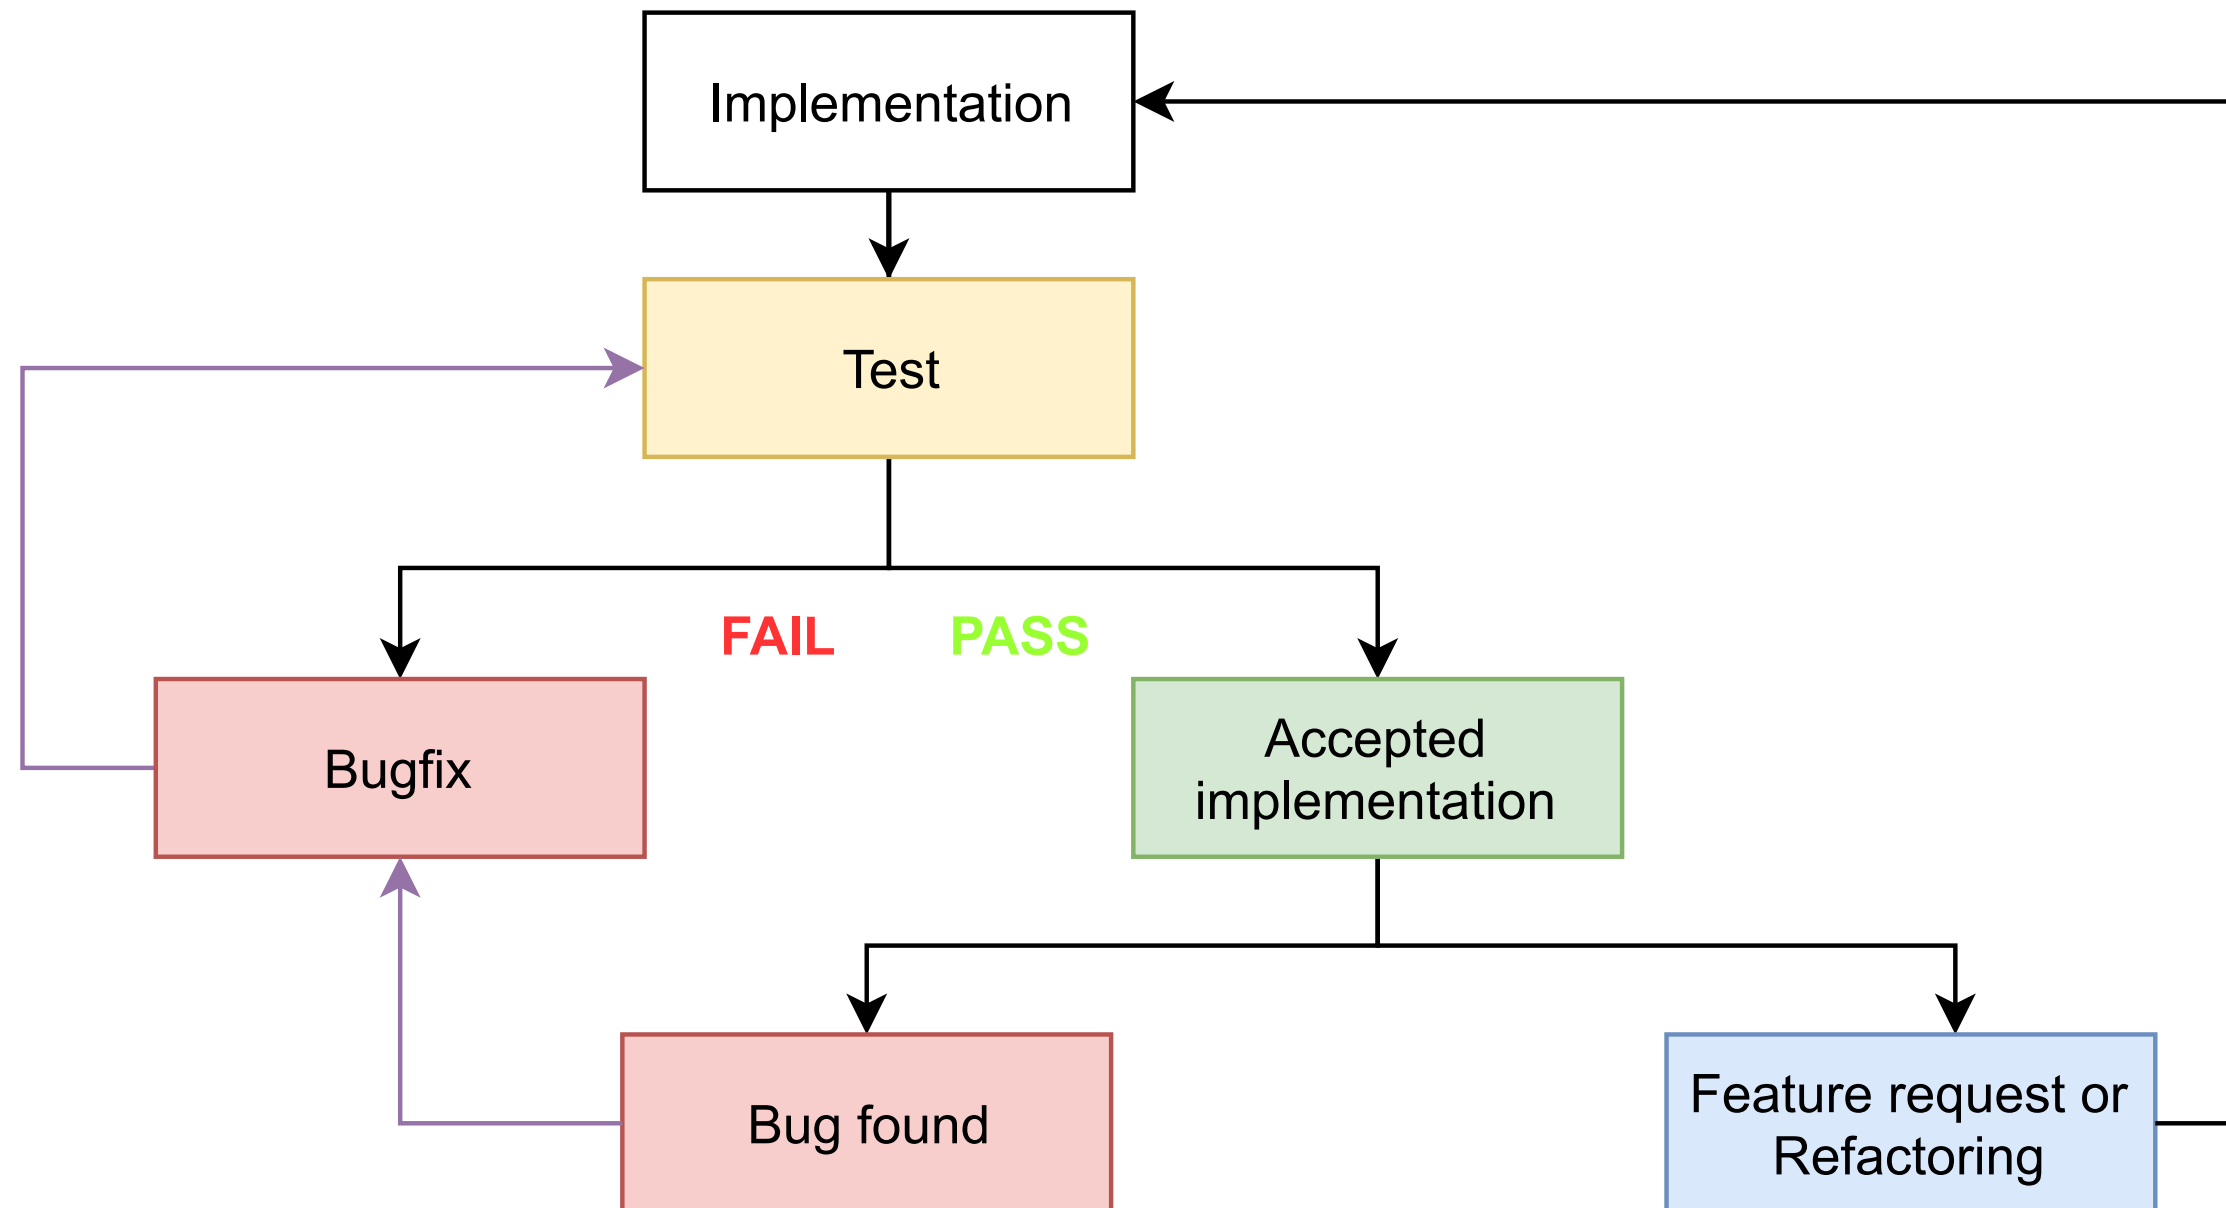 Implementation
Test
FAIL
PASS
Bugfix
Accepted
implementation
Bug found
Feature request or
Refactoring